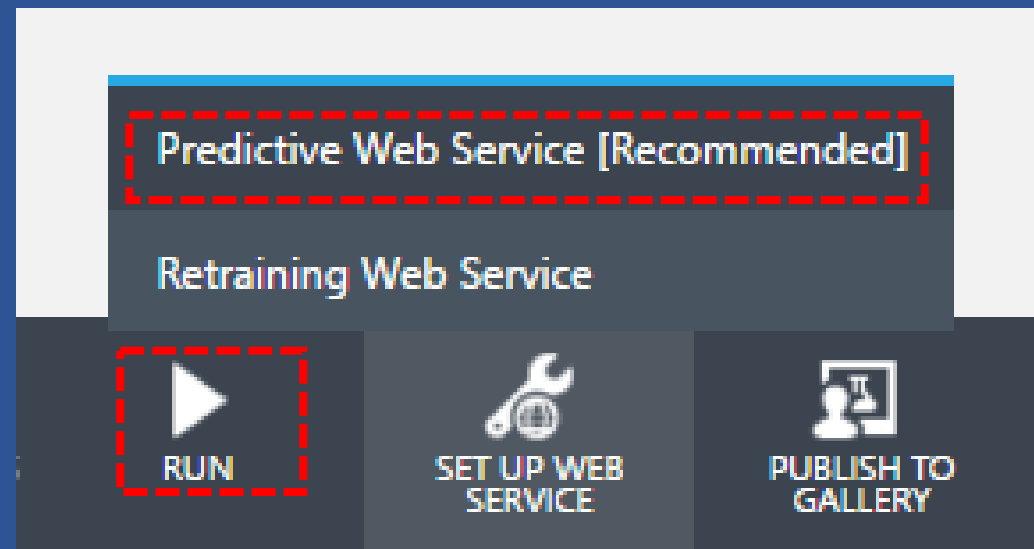 Predictive Web Service [Recommended]
Retraining Web Service
RUN
SET UP WEB
SERVICE
PUBLISH TO
GALLERY